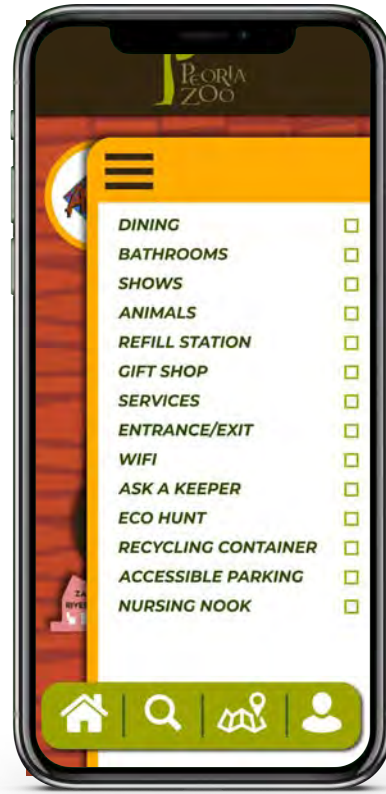 PEORIA
ZOO
DINING
BATHROOMS
SHOWS
ANIMALS
REFILL STATION
GIFT SHOP
SERVICES
ENTRANCE/EXIT
WIFI
ASK A KEEPER
ECO HUNT
RECYCLING CONTAINER
ACCESSIBLE PARKING
NURSING NOOK